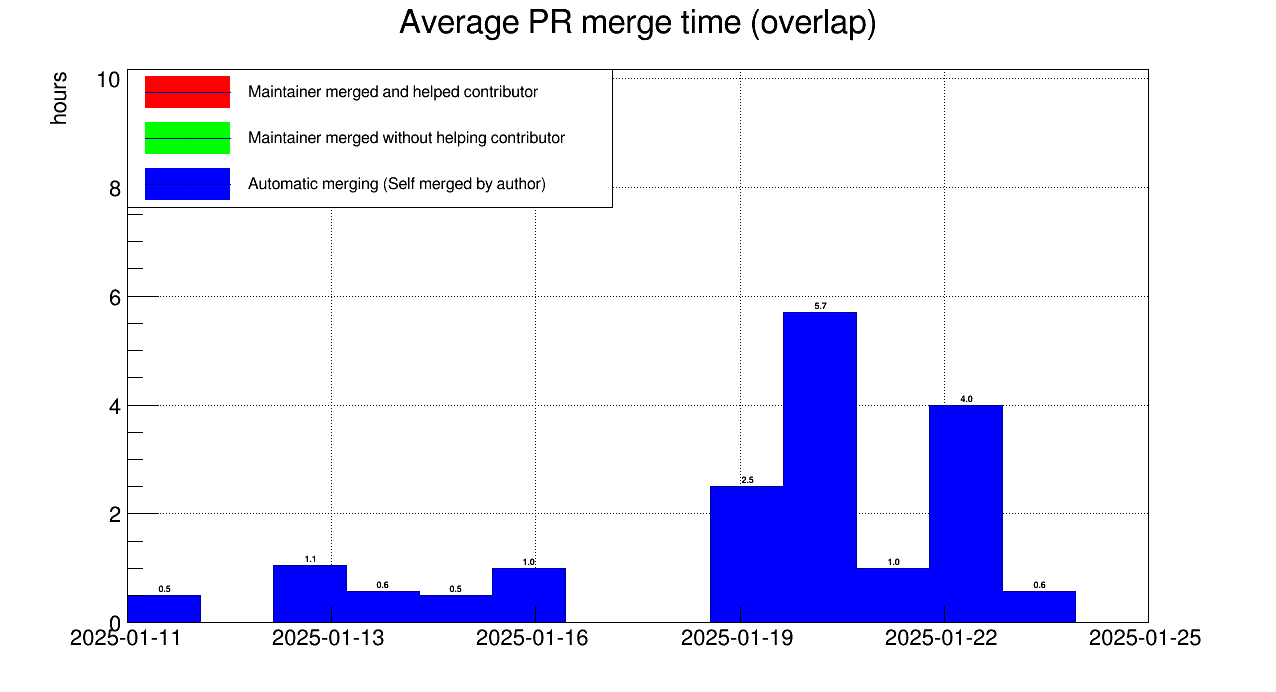 Average PR merge time (overlap)
hours
10
8
6
4
2
0
Maintainer merged and helped contributor
Maintainer merged without helping contributor
Automatic merging (Self merged by author)
0.5
1.1
0.6
0.5
1.0
2.5
5.7
1.0
4.0
0.6
2025-01-11 2025-01-13 2025-01-16 2025-01-19 2025-01-22 2025-01-25